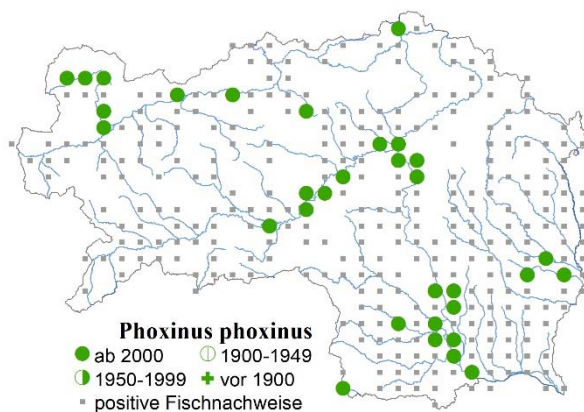 Phoxinus phoxinus
ab 2000 1900-1949
1950-1999 vor 1900
positive Fischnachweise